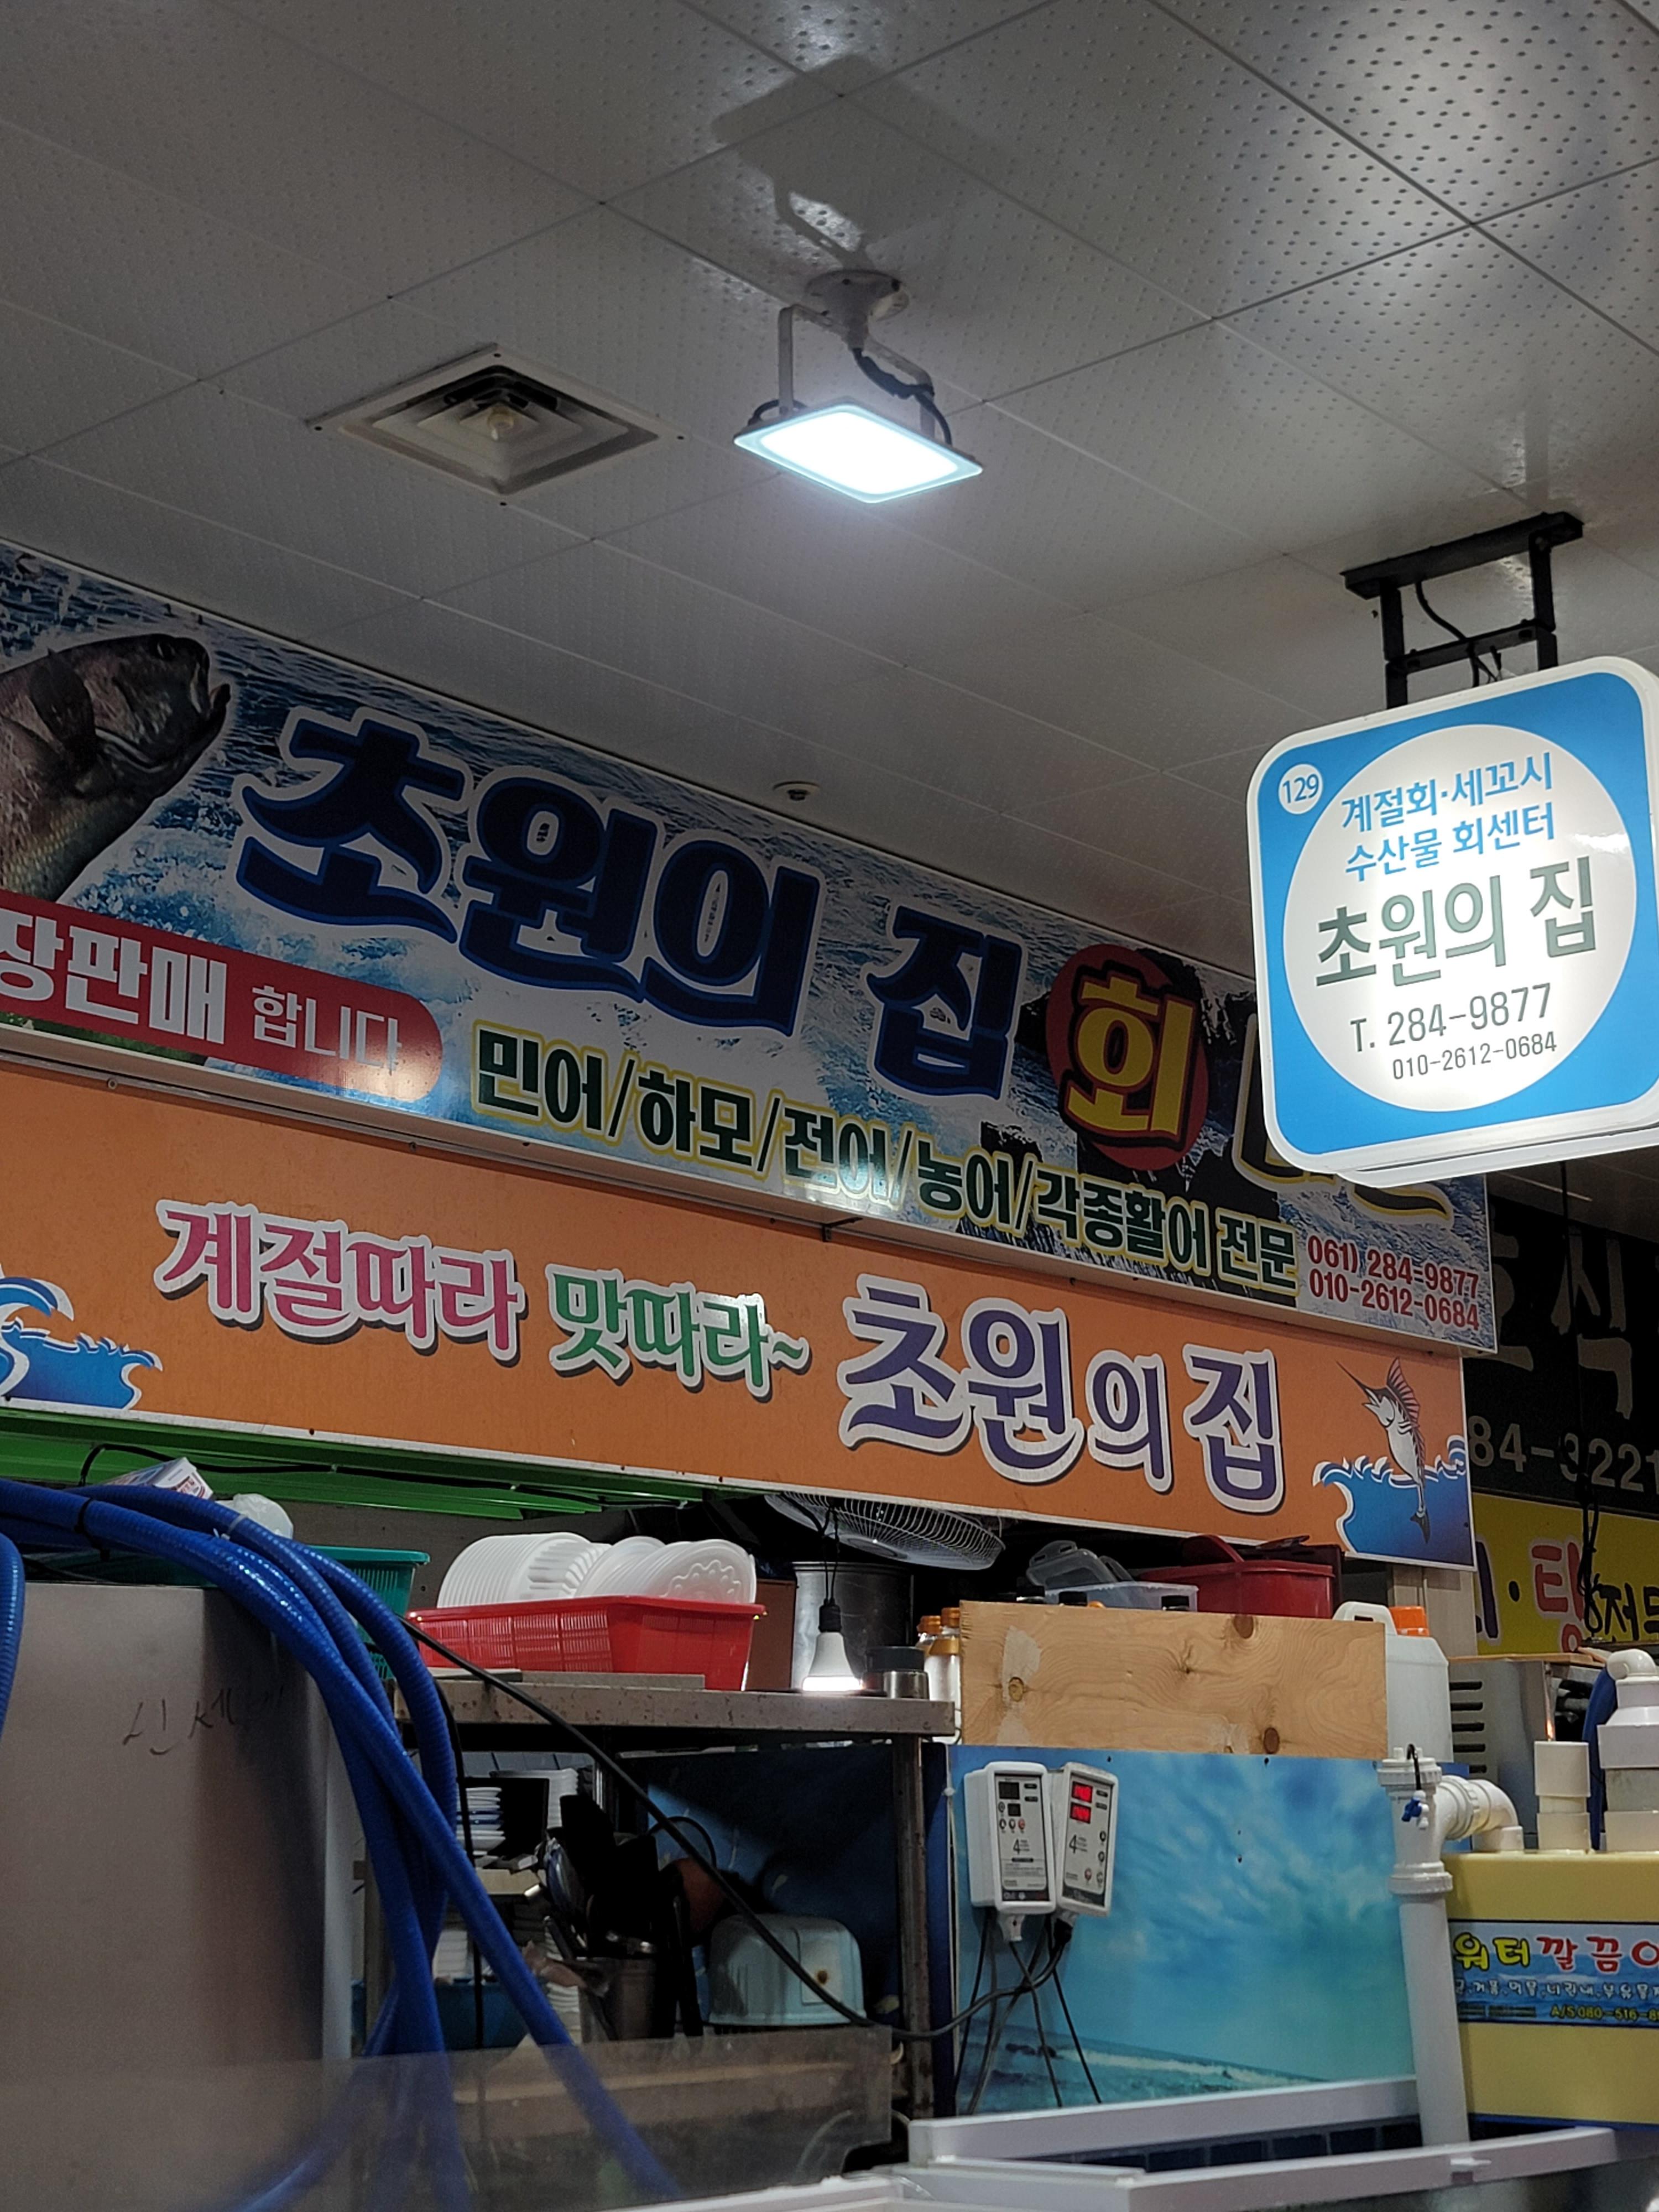 129
계절회·세꼬시
수산물 회센터
초원의 집
T. 284-9877
010-2612-0684
초원의 집 회
장판매 합니다
민어/하모/전어/농어/각종활어 전문
061) 284-9877
010-2612-0684
계절따라 맛따라~ 초원의 집
식
84-3221
탕
워터깔끔